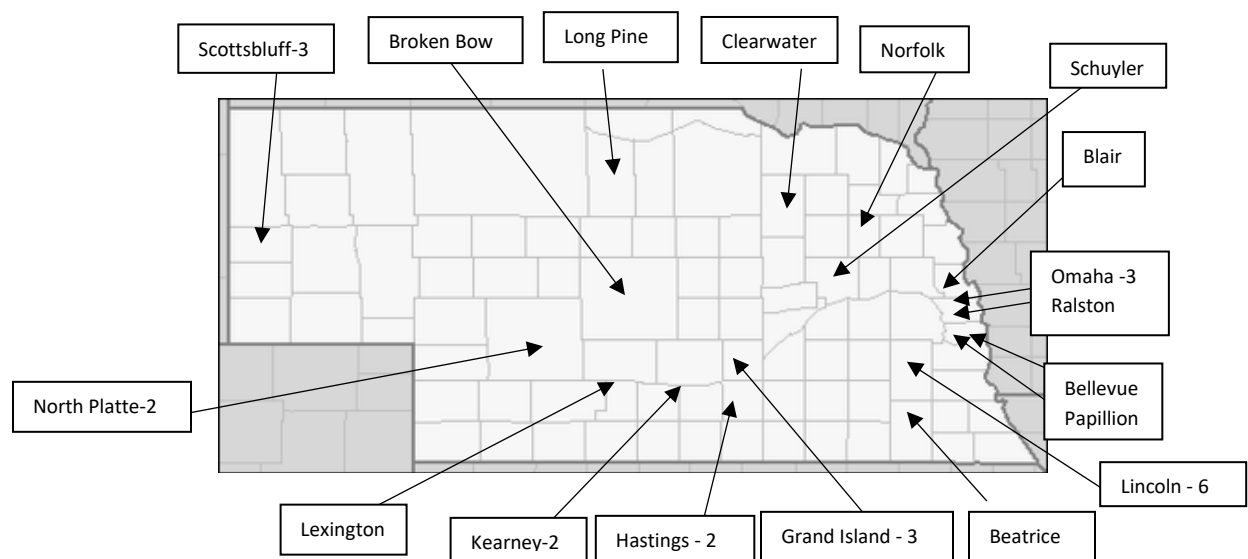 Scottsbluff-3
Broken Bow
Long Pine
Clearwater
Norfolk
Schuyler
Blair
Omaha -3
Ralston
Bellevue
Papillion
North Platte-2
Lincoln - 6
Lexington
Kearney-2
Hastings - 2
Grand Island - 3
Beatrice